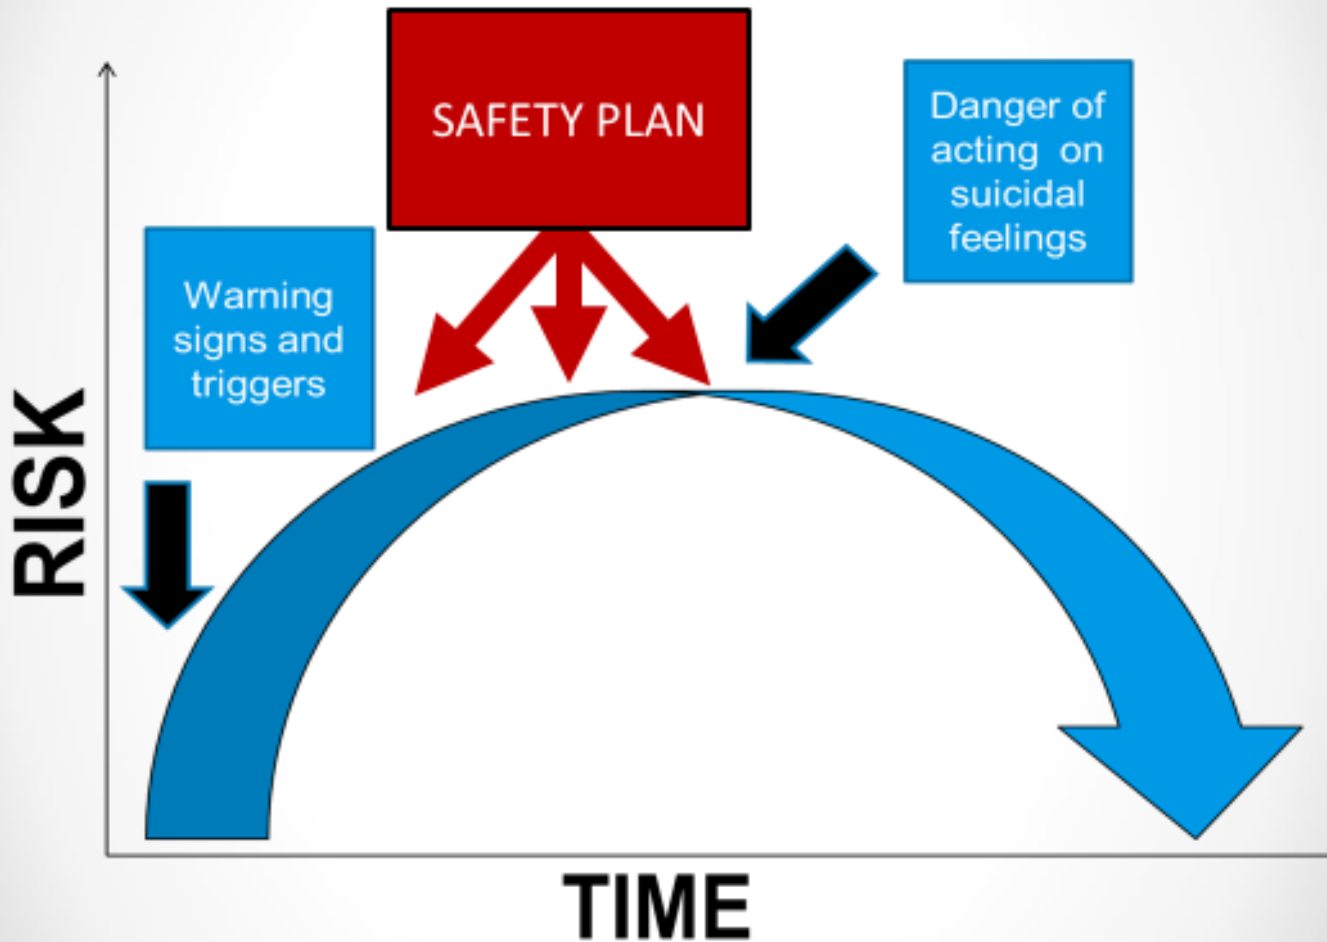 SAFETY PLAN
Danger of
acting on
suicidal
feelings
Warning
signs and
triggers
RISK
TIME